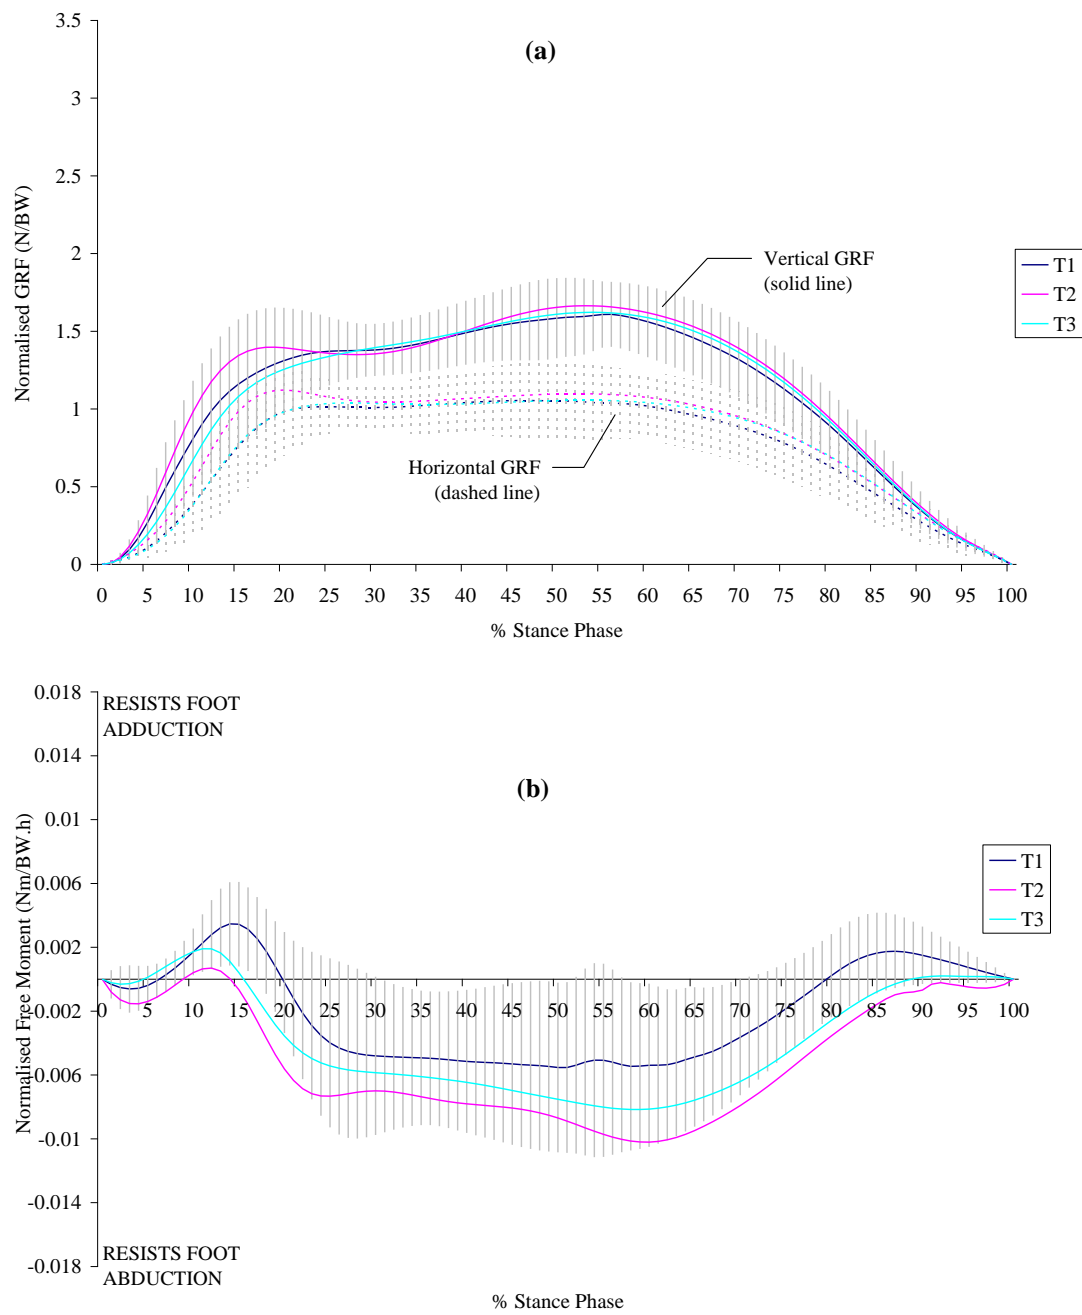 (a)
Normalised GRF (N/BW)
3.5
3
2.5
2
1.5
1
0.5
0
Vertical GRF
(solid line)
Horizontal GRF
(dashed line)
T1
T2
T3
0 5 10 15 20 25 30 35 40 45 50 55 60 65 70 75 80 85 90 95 100
% Stance Phase
RESISTS FOOT
ADDUCTION
(b)
Normalised Free Moment (Nm/BW.h)
0.018
0.014
0.01
0.006
0.002
-0.002
-0.006
-0.01
-0.014
-0.018
T1
T2
T3
0 5 10 15 20 25 30 35 40 45 50 55 60 65 70 75 80 85 90 95 100
RESISTS FOOT
ABDUCTION
% Stance Phase